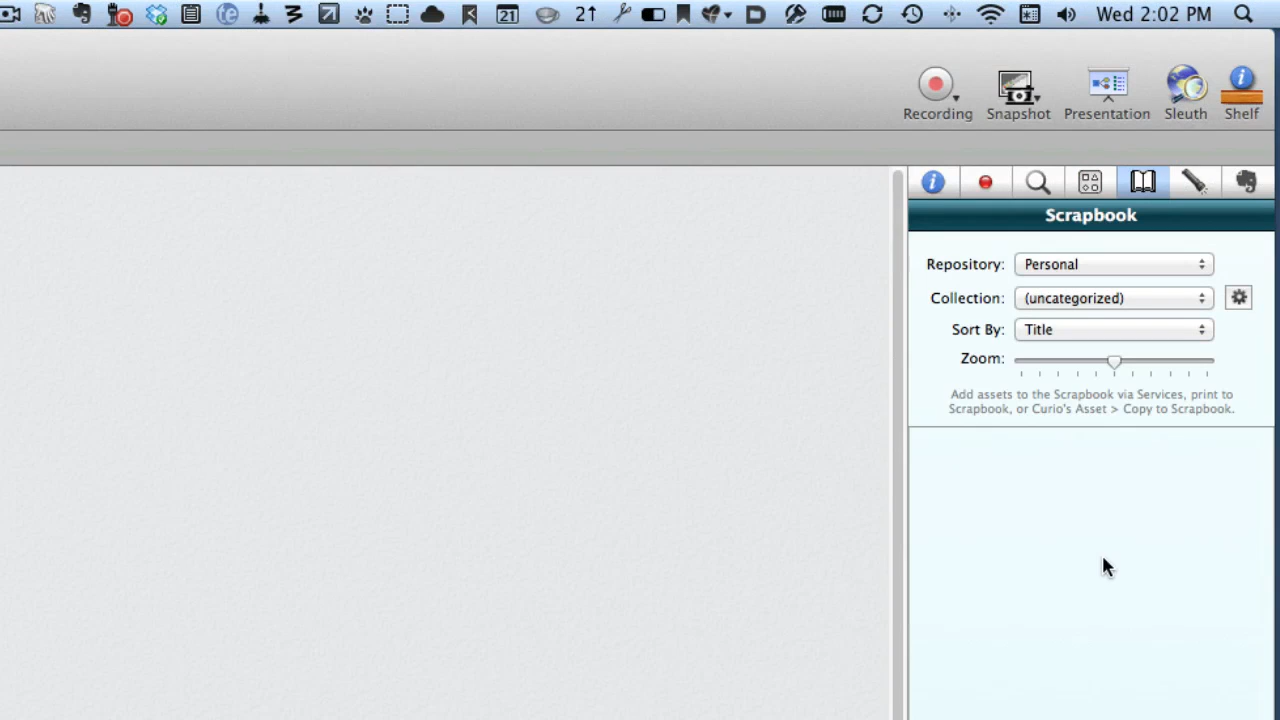 21
te
2↑
Wed 2:02 PM
Recording
Snapshot
Presentation
Sleuth
Shelf
Scrapbook
Repository: Personal
Collection: (uncategorized)
Sort By: Title
Zoom:
Add assets to the Scrapbook via Services, print to
Scrapbook, or Curio's Asset > Copy to Scrapbook.